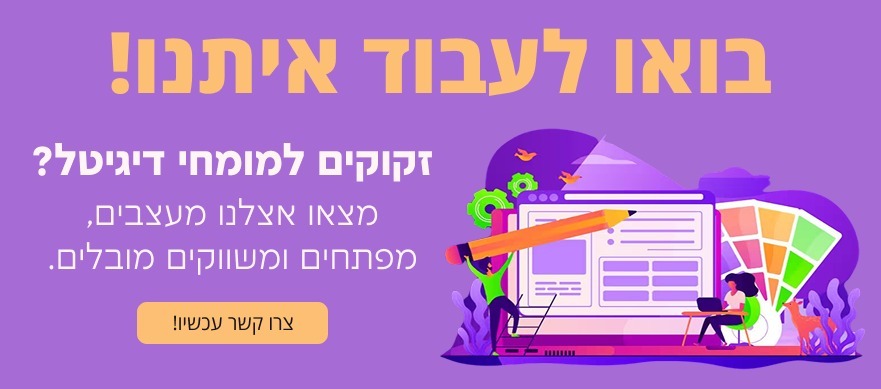 בואו לעבוד איתנו!
זקוקים למומחי דיגיטל?
מצאו אצלנו מעצבים,
מפתחים ומשווקים מובלים.
צרו קשר עכשיו!